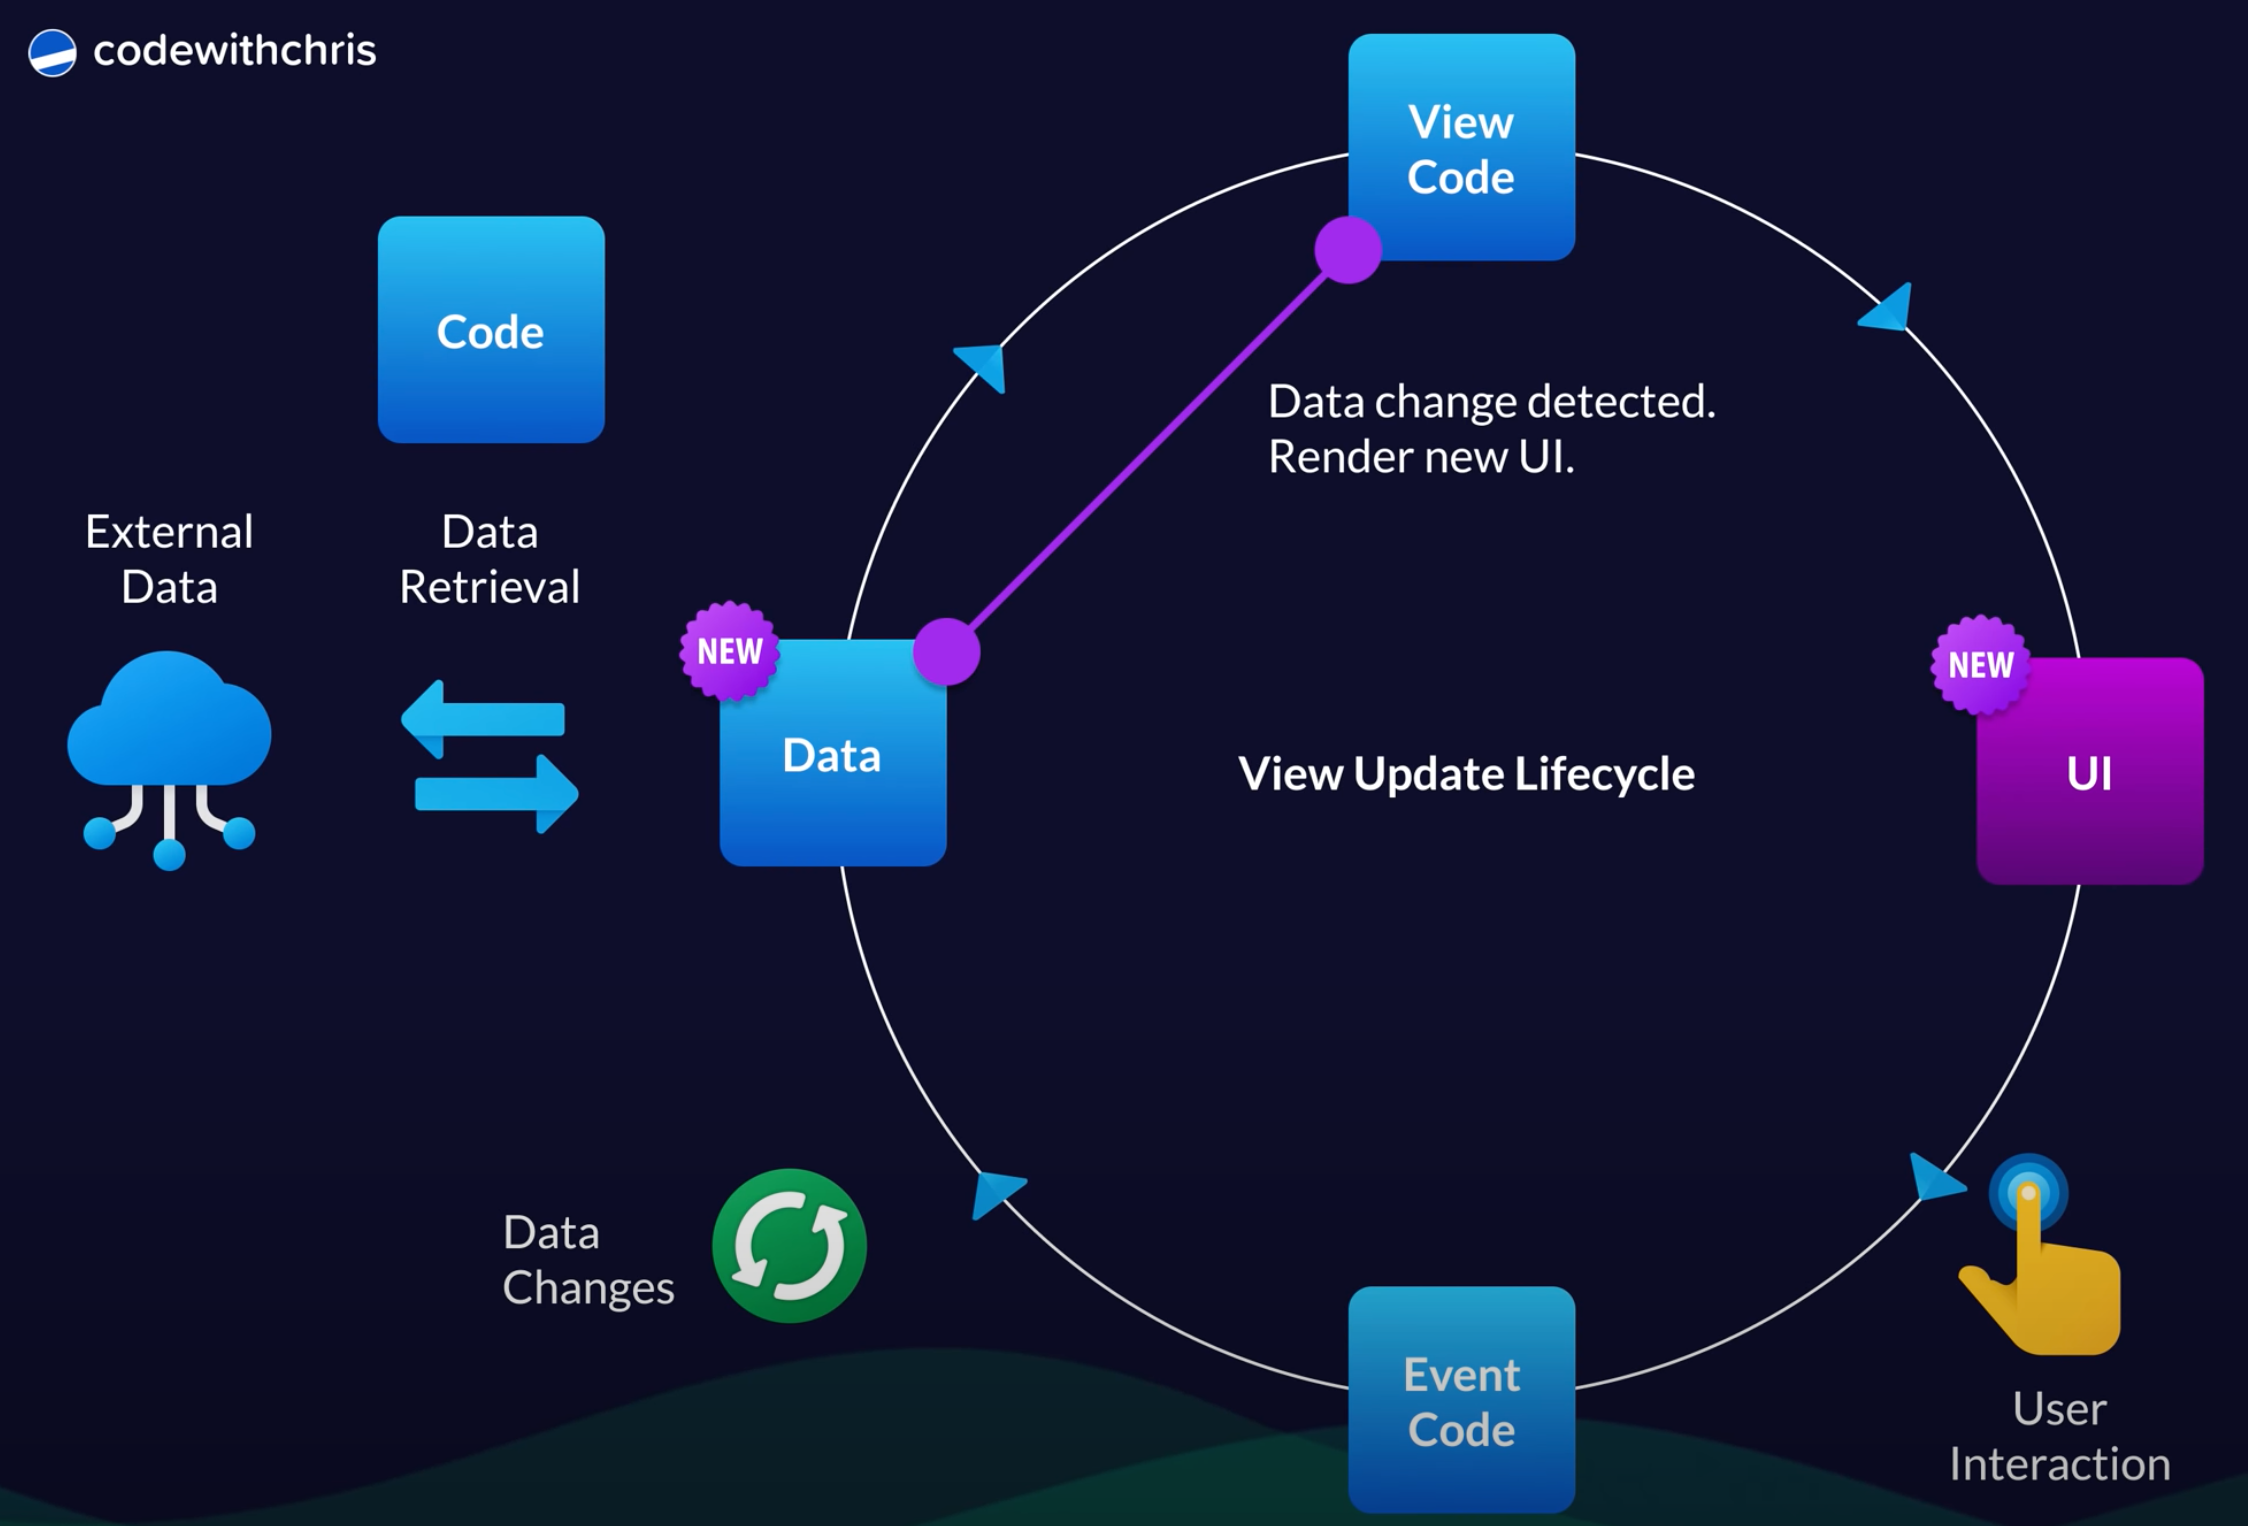 codewithchris
View
Code
Code
Data change detected.
Render new UI.
External
Data
Data
Retrieval
NEW
Data
View Update Lifecycle
NEW
UI
Data
Changes
Event
Code
User
Interaction